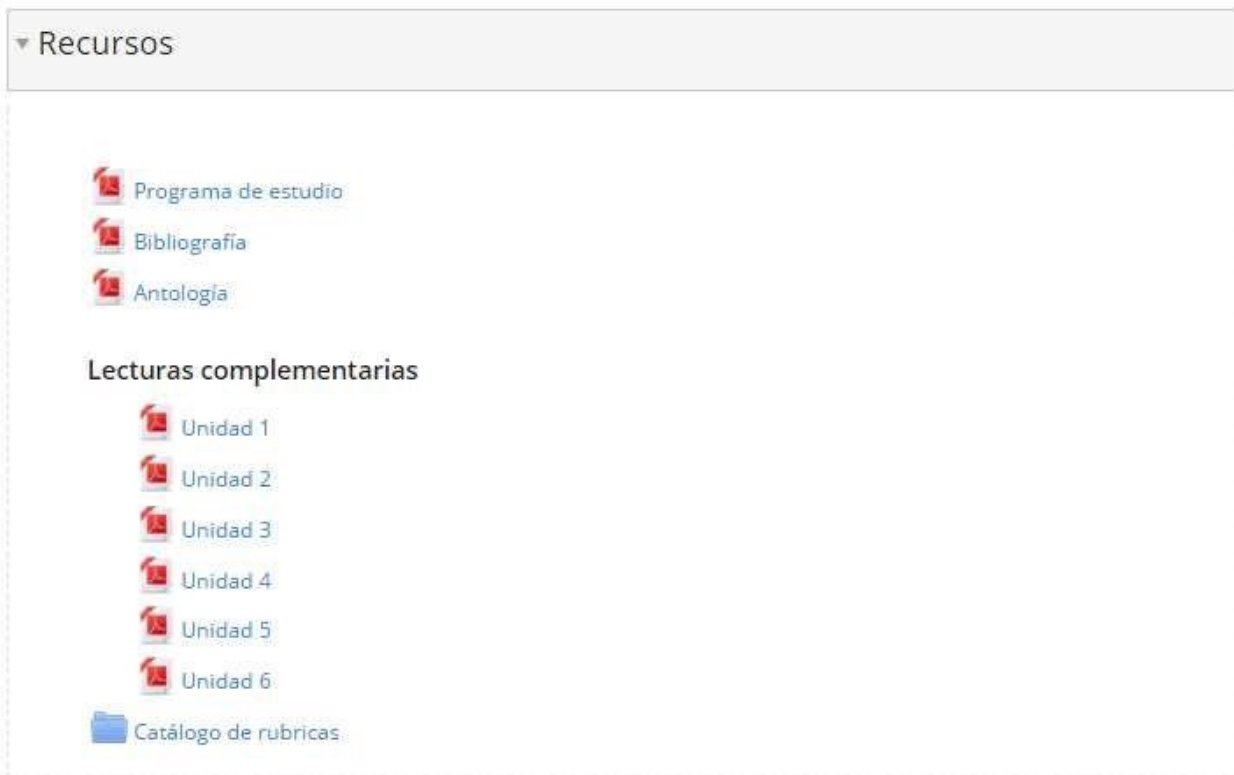 Recursos
Programa de estudio
Bibliografía
Antología
Lecturas complementarias
Unidad 1
Unidad 2
Unidad 3
Unidad 4
Unidad 5
Unidad 6
Catálogo de rubricas